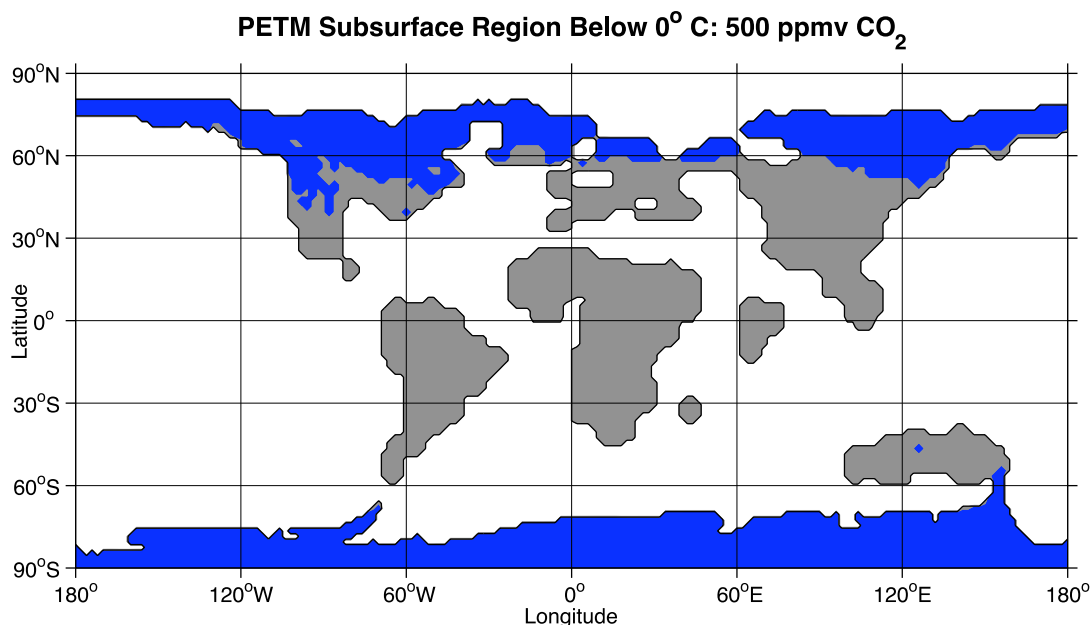 PETM Subsurface Region Below 0° C: 500 ppmv CO₂
90°N
60°N
30°N
0°
30°S
60°S
90°S
Latitude
180° 120°W 60°W 0° 60°E 120°E 180°
Longitude